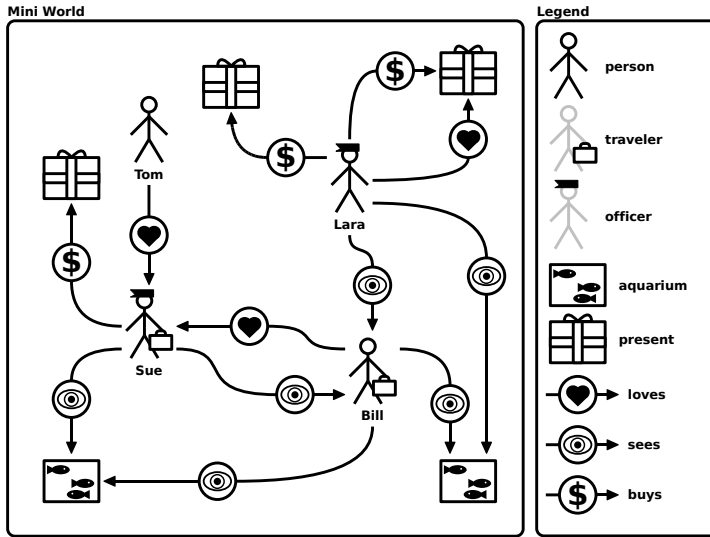 Mini World
Legend
person
Tom
traveler
Lara
officer
aquarium
present
Sue
loves
Bill
sees
buys
$
$
$
$